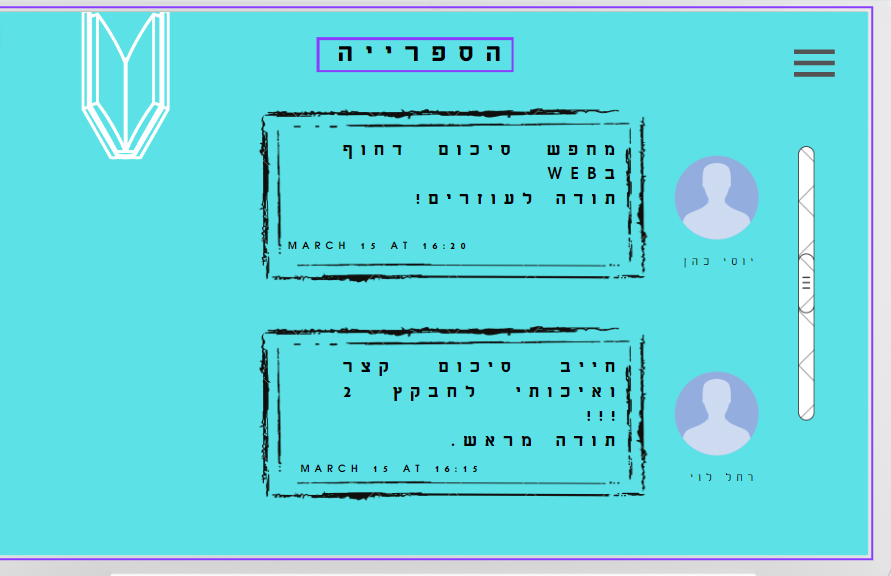 הספרייה
מחפש סיכום דחוף
בWEB
תודה לעוזרים!
MARCH 15 AT 16:20
יוסי כהן
חייב סיכום קצר
ואיכותי לחבקץ 2
!!!
תודה מראש.
MARCH 15 AT 16:15
רחל לוי